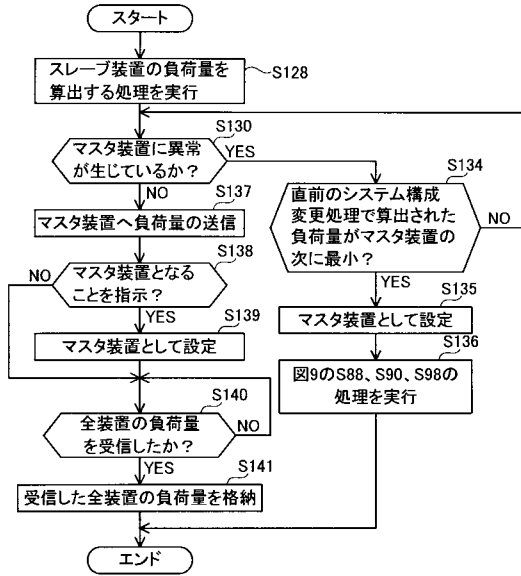 スタート
スレーブ装置の負荷量を
算出する処理を実行
S128
マスタ装置に異常
が生じているか？
S130
YES
NO
直前のシステム構成
変更処理で算出された
負荷量がマスタ装置の
次に最小？
S134
NO
YES
マスタ装置へ負荷量の送信
S137
マスタ装置となる
ことを指示？
S138
NO
YES
マスタ装置として設定
S135
マスタ装置として設定
S139
図9のS88、S90、S98の
処理を実行
S136
全装置の負荷量
を受信したか？
S140
NO
YES
受信した全装置の負荷量を格納
S141
エンド